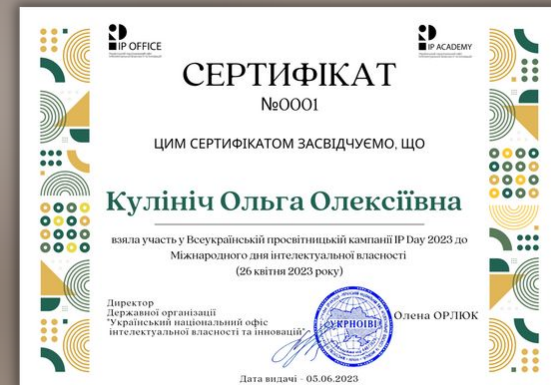 IP OFFICE
IP ACADEMY
СЕРТИФІКАТ
№0001
ЦИМ СЕРТИФІКАТОМ ЗАСВІДЧУЄМО, ЩО
Кулініч Ольга Олексіївна
взяла участь у Всеукраїнській просвітницькій кампанії IP Day 2023 до
Міжнародного дня інтелектуальної власності
(26 квітня 2023 року)
Директор
Державної організації
"Український національний офіс
інтелектуальної власності та інновацій"
УКРНОІВІ
Олена ОРЛЮК
Дата видачі - 05.06.2023